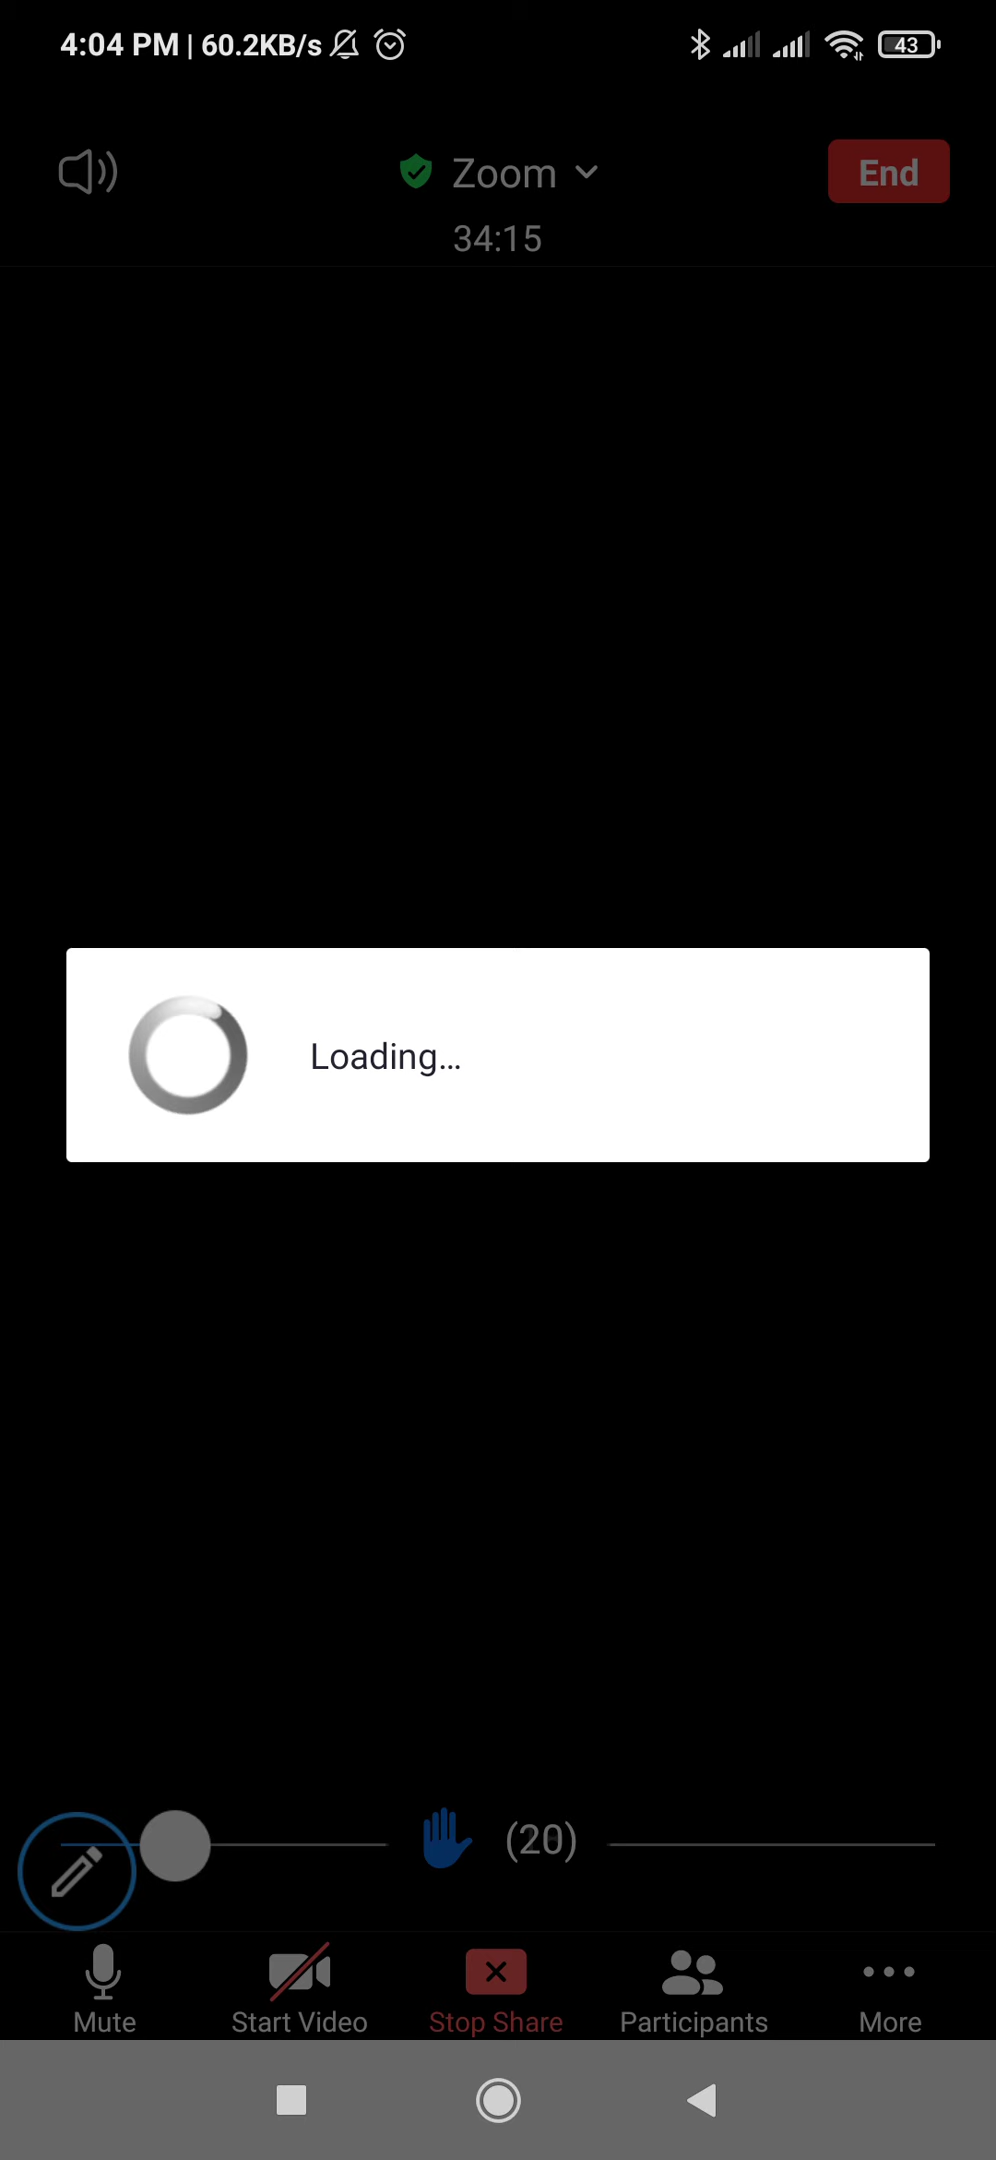 4:04 PM | 60.2KB/s 43
Zoom End
34:15
Loading...
(20)
Mute Start Video Stop Share Participants More